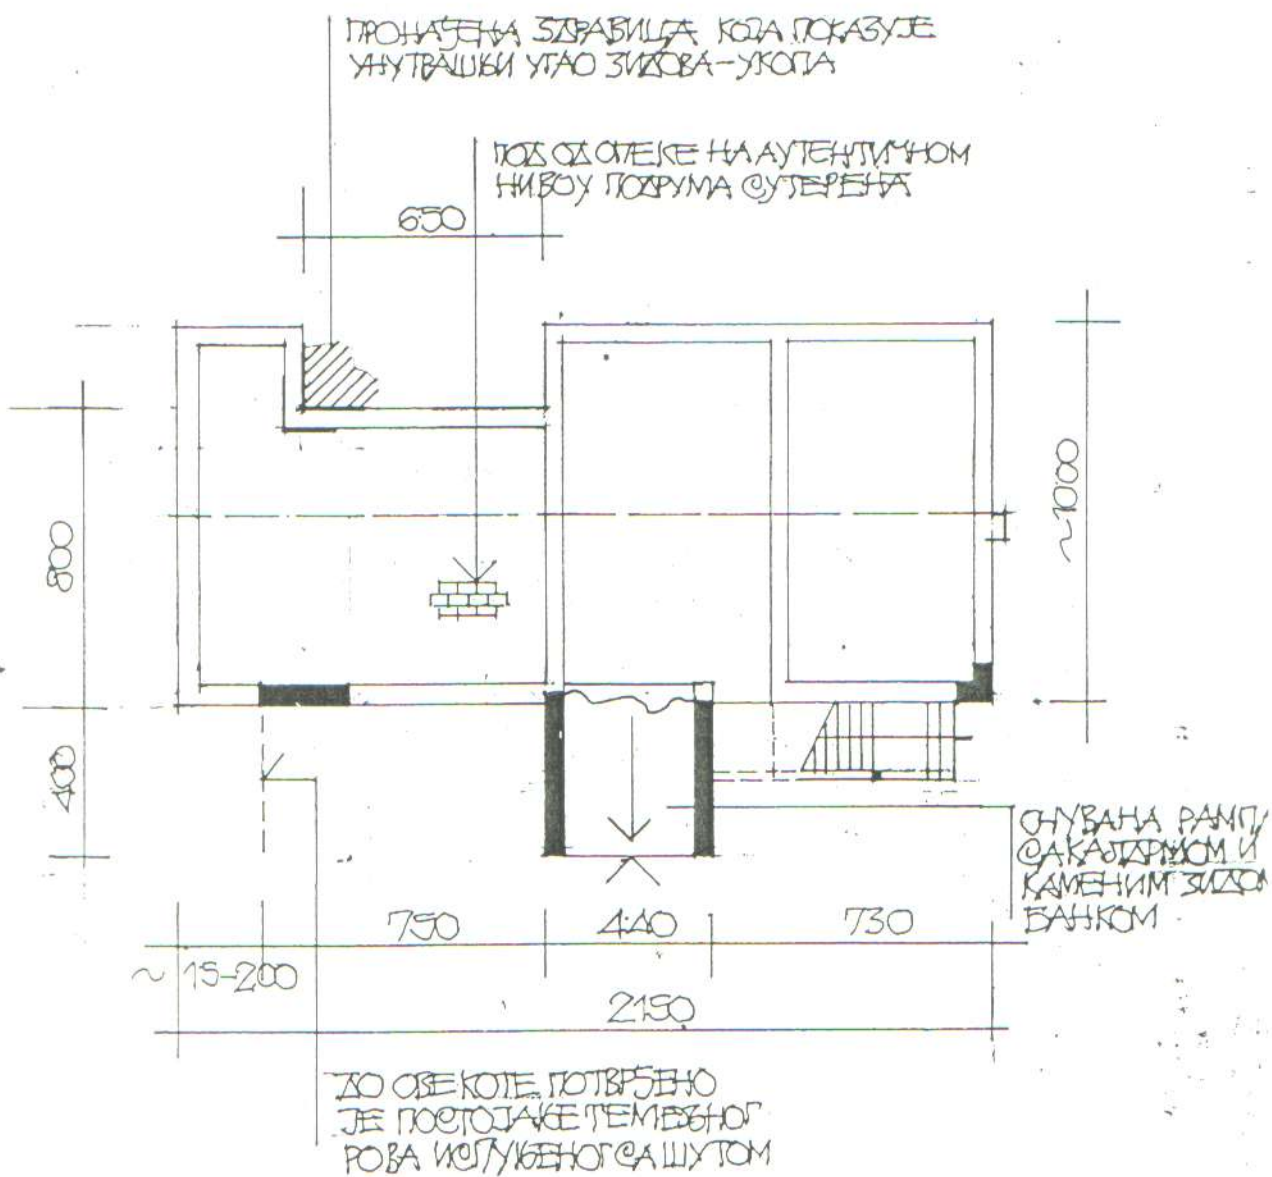 ПРОНАЂЕНА ЗДРАВИЦА КОЈА ПОКАЗУЈЕ
УНУТРАШЊИ УГАО ЗИДОВА-УКОПА
ПОД ОД ОПЕКЕ НА АУТЕНТИЧНОМ
НИВОУ ПОДРУМА СУТЕРЕНА
650
800
~1000
400
СНУВАНА РАМП
СА КАЛДРМОМ И
КАМЕНИМ ЗИДОМ
БАНКОМ
750
440
730
~ 15-200
2150
ДО ОВЕ КОТЕ ПОТВРЂЕНО
ЈЕ ПОСТОЈАЊЕ ТЕМЕЉНОГ
РОВА ИСПУЊЕНОГ СА ШУТОМ